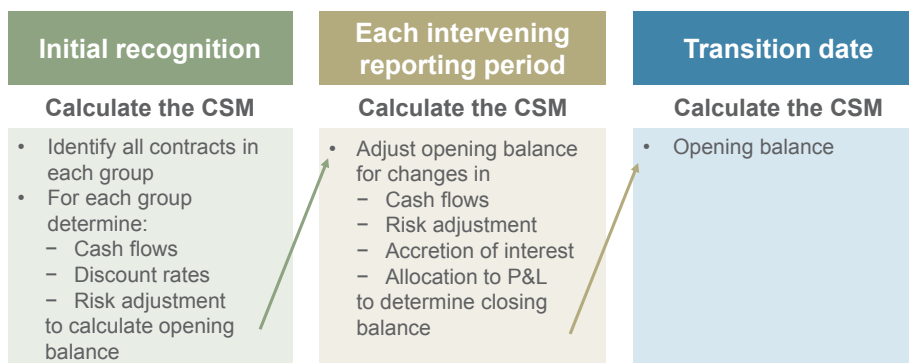 Initial recognition
Calculate the CSM
• Identify all contracts in
each group
• For each group
determine:
− Cash flows
− Discount rates
− Risk adjustment
to calculate opening
balance
Each intervening
reporting period
Calculate the CSM
• Adjust opening balance
for changes in
− Cash flows
− Risk adjustment
− Accretion of interest
− Allocation to P&L
to determine closing
balance
Transition date
Calculate the CSM
• Opening balance